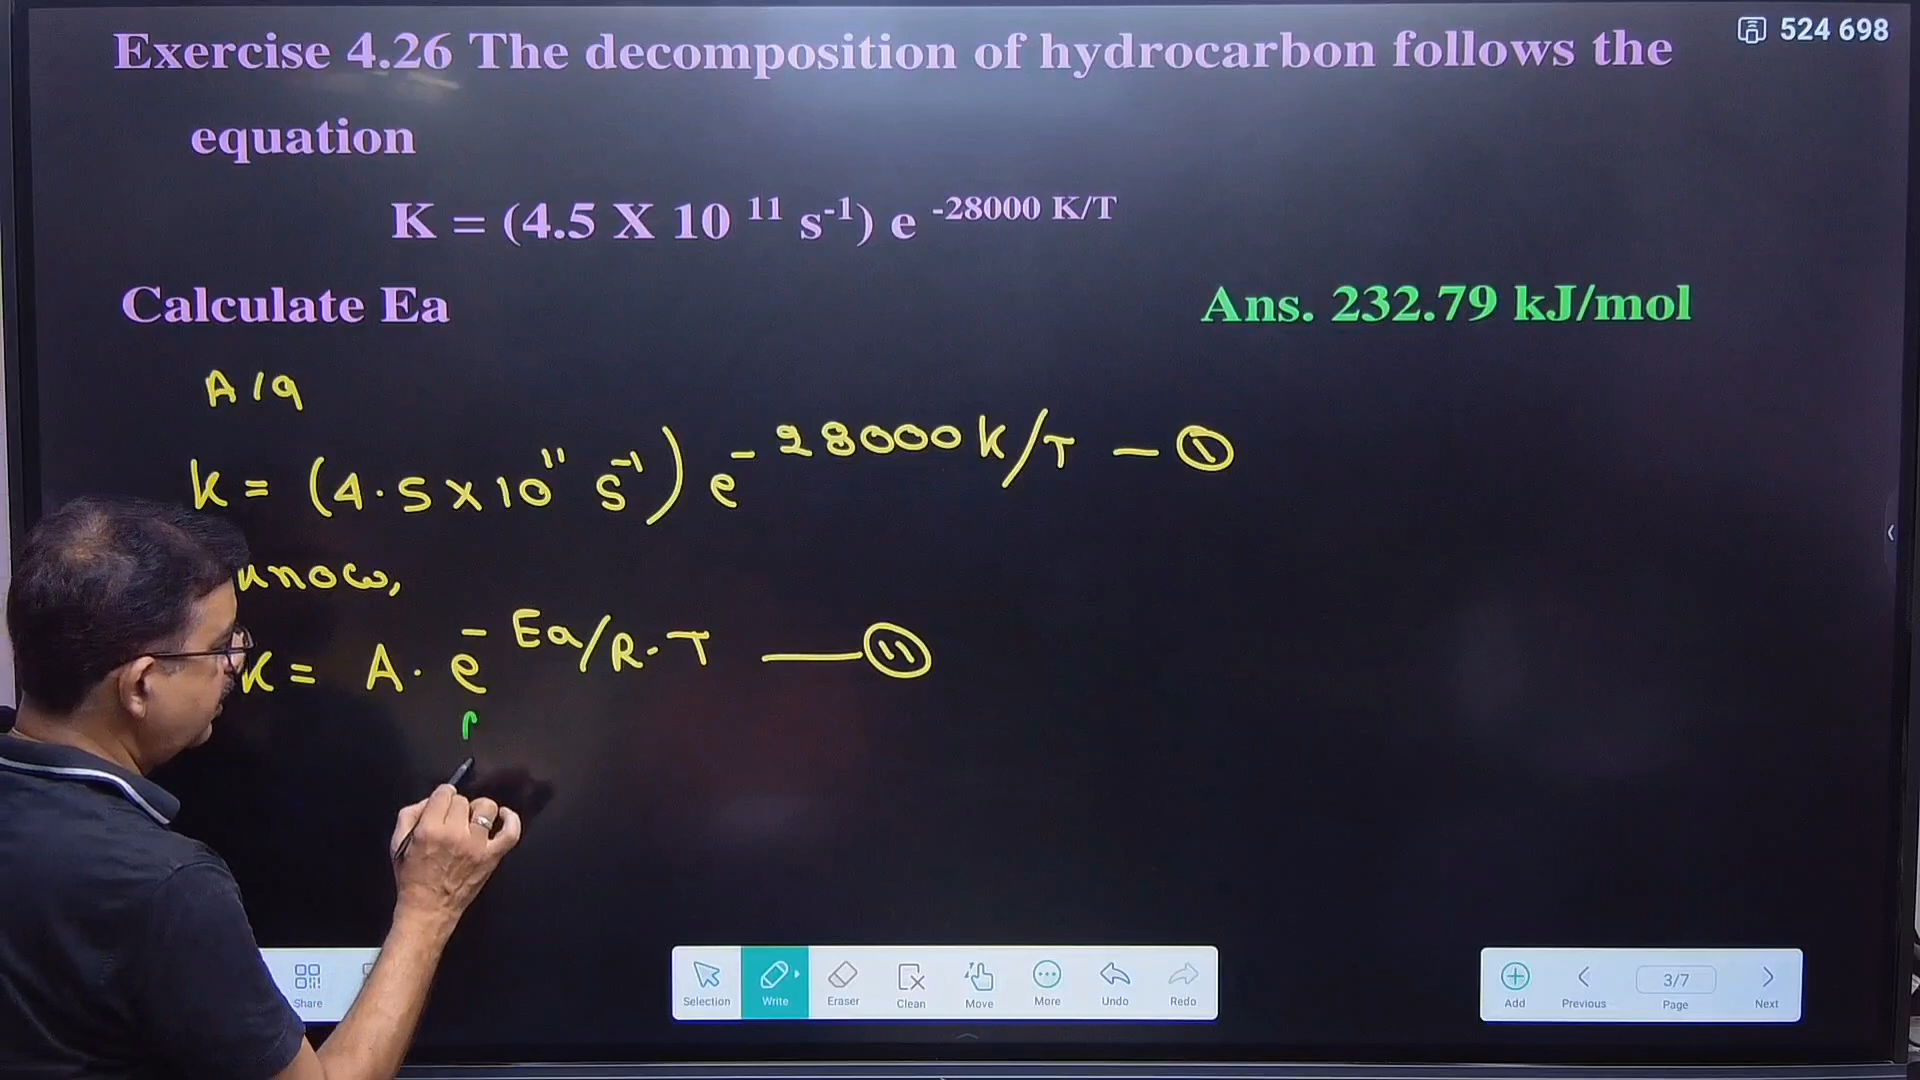 524 698
Exercise 4.26 The decomposition of hydrocarbon follows the
equation
K = (4.5 X 10 ¹¹ s⁻¹) e ⁻²⁸⁰⁰⁰ ᴷ/ᵀ
Calculate Ea
Ans. 232.79 kJ/mol
A/q
K = (4.5 x 10¹¹ s⁻¹) e⁻ ²⁸⁰⁰⁰ ᴷ/ᵀ — (I)
know,
K = A. e⁻ Ea/R.T — (II)
Share
Selection
Write
Eraser
Clean
Move
More
Undo
Redo
Add
Previous
3/7
Page
Next